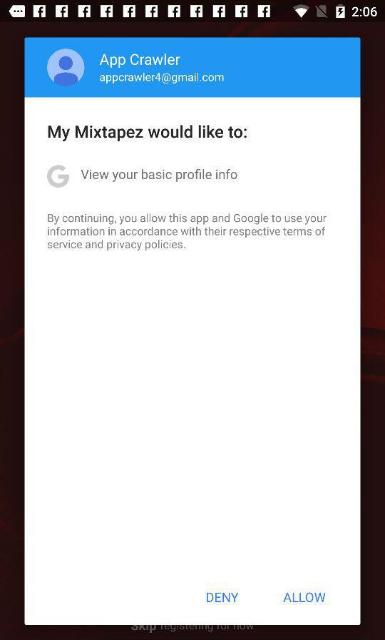 2:06
App Crawler
appcrawler4@gmail.com
My Mixtapez would like to:
G View your basic profile info
By continuing, you allow this app and Google to use your
information in accordance with their respective terms of
service and privacy policies.
DENY ALLOW
Skip registering for now